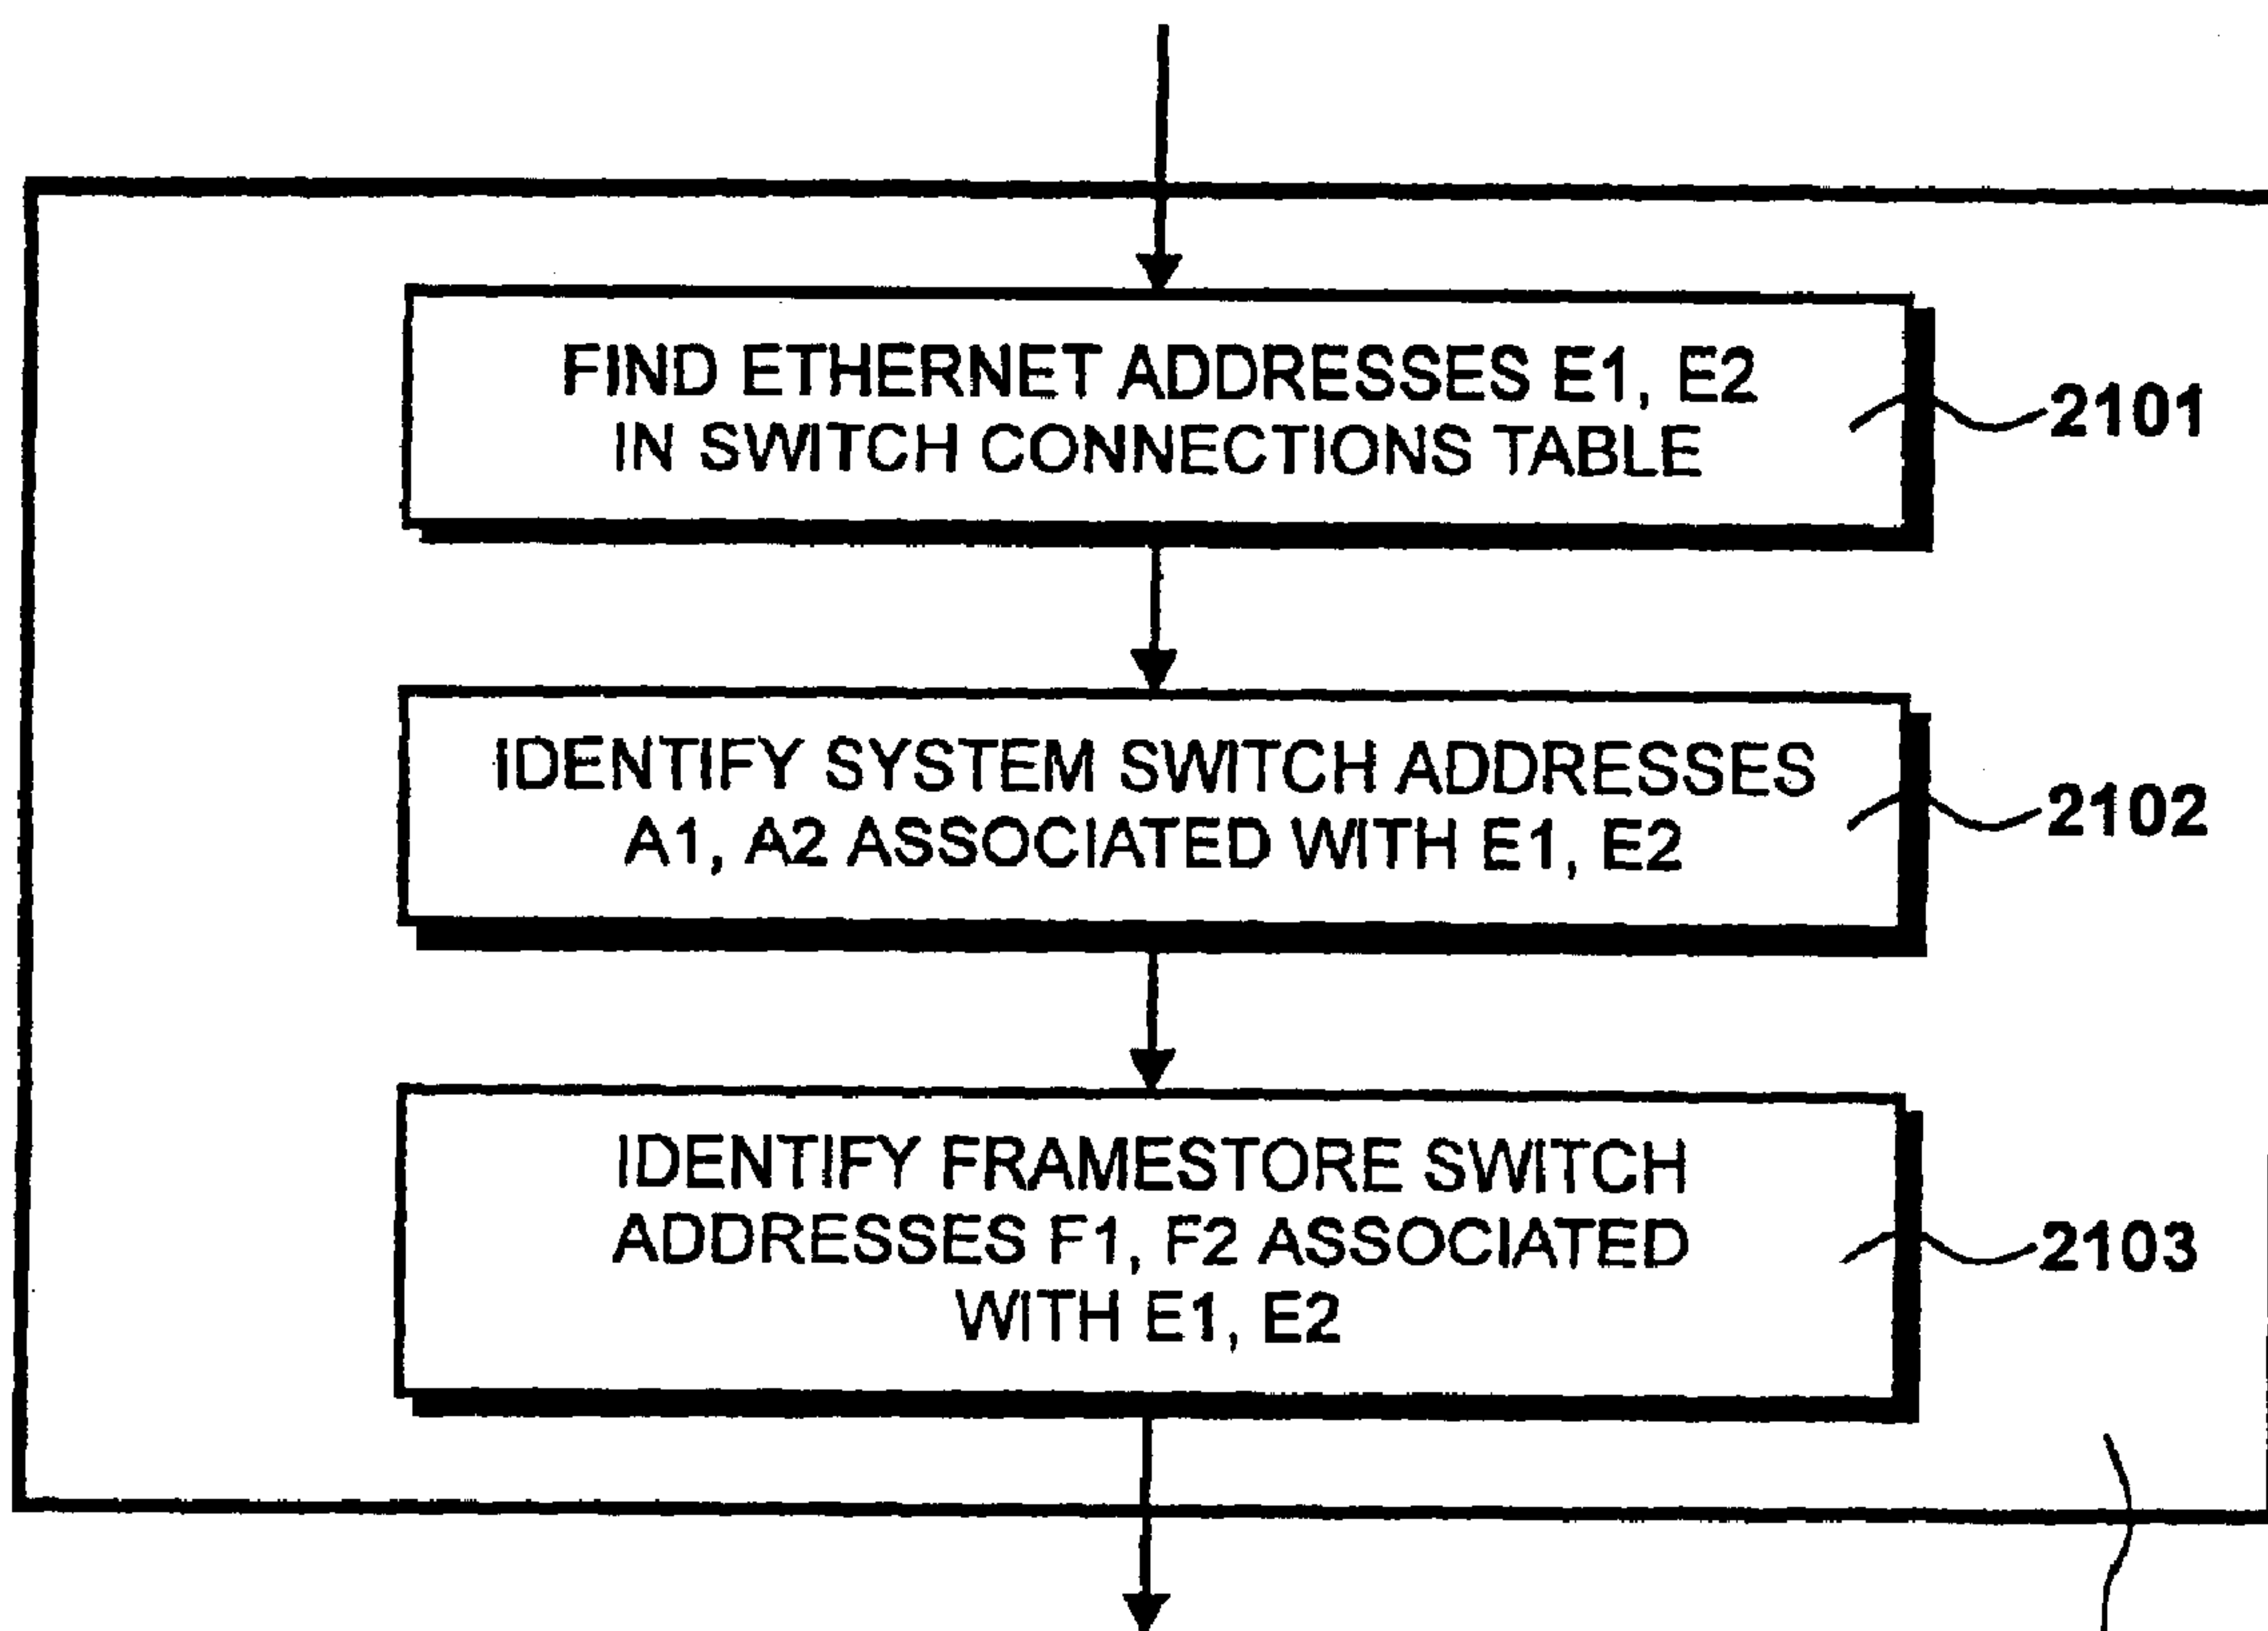 FIND ETHERNET ADDRESSES E1, E2
IN SWITCH CONNECTIONS TABLE
2101
IDENTIFY SYSTEM SWITCH ADDRESSES
A1, A2 ASSOCIATED WITH E1, E2
2102
IDENTIFY FRAMESTORE SWITCH
ADDRESSES F1, F2 ASSOCIATED
WITH E1, E2
2103